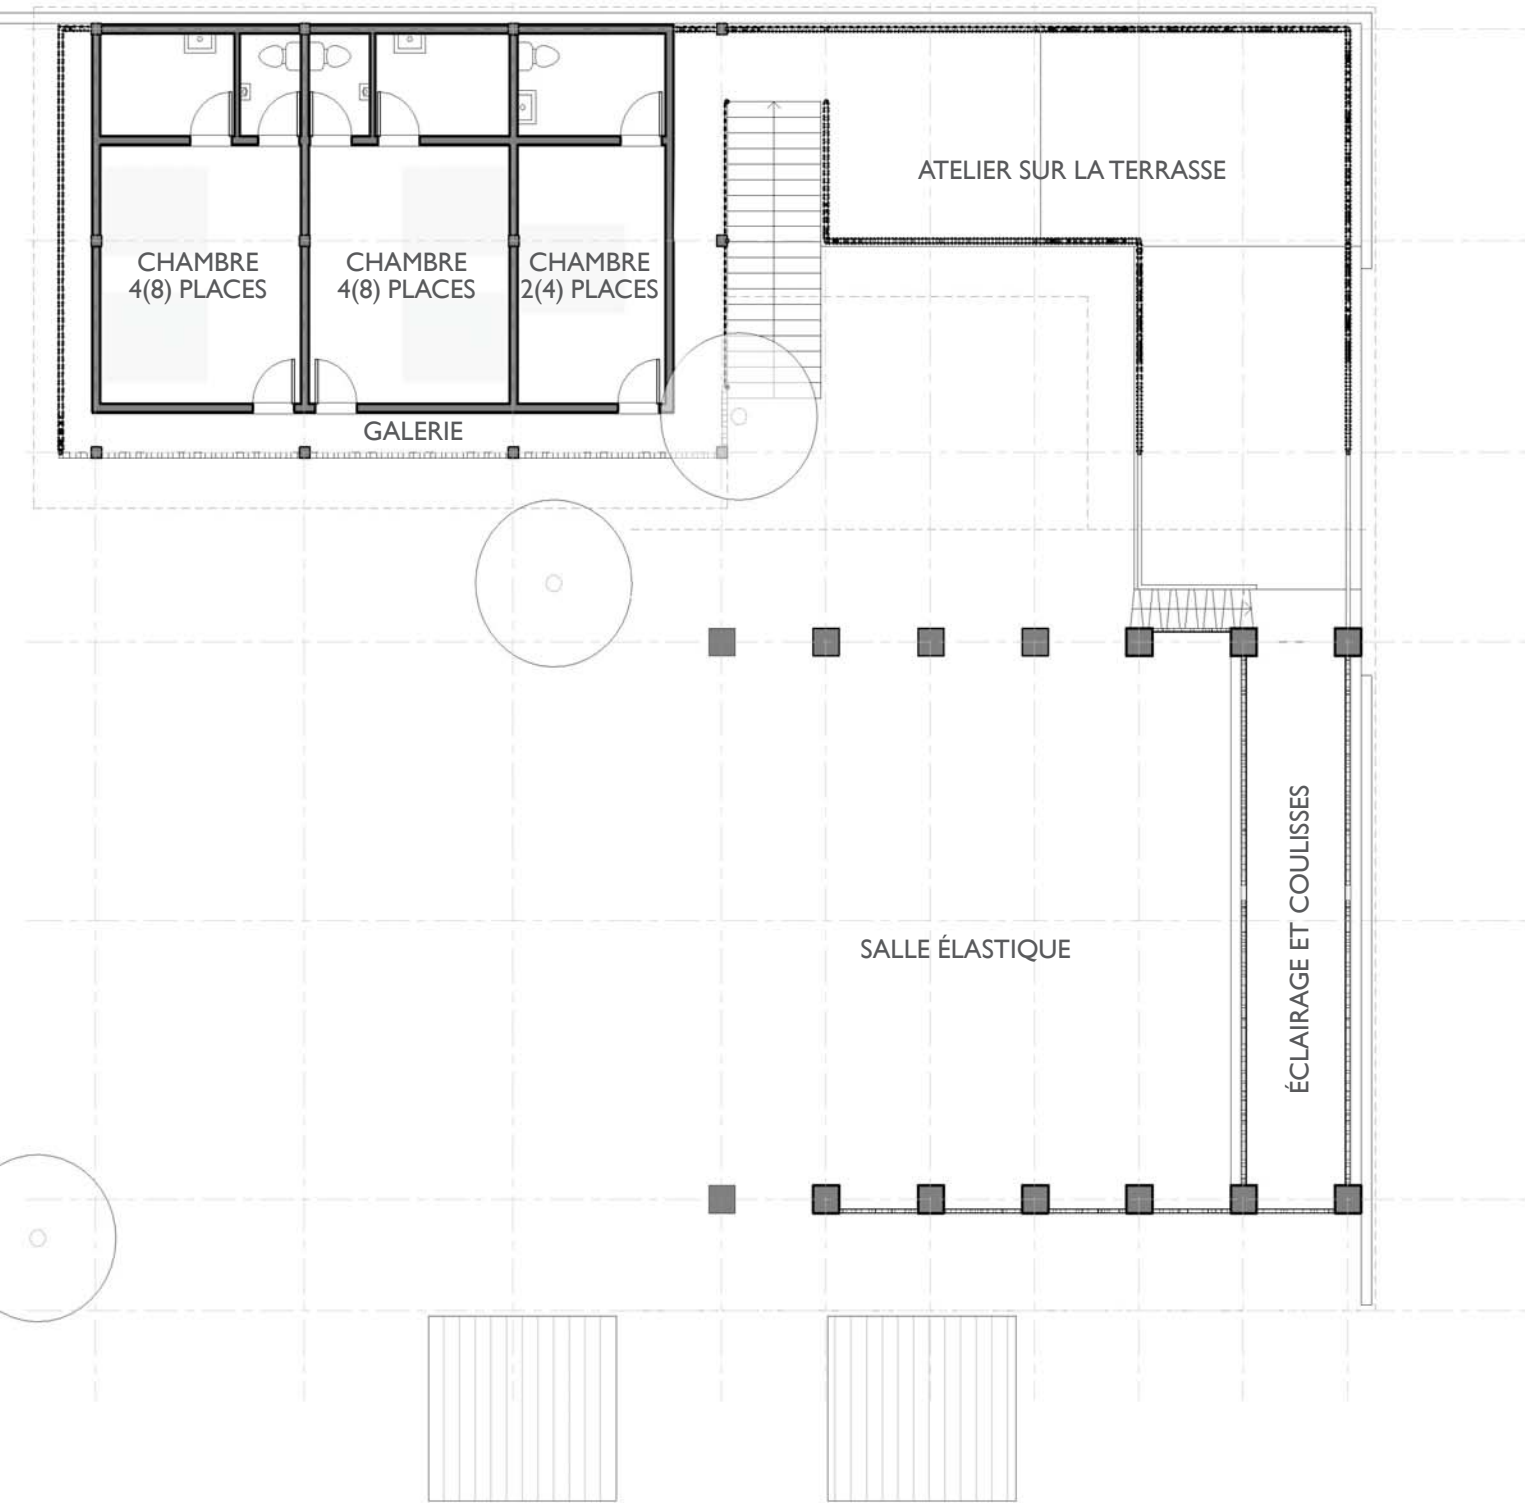 ATELIER SUR LA TERRASSE
CHAMBRE
4(8) PLACES
CHAMBRE
4(8) PLACES
CHAMBRE
2(4) PLACES
GALERIE
SALLE ÉLASTIQUE
ÉCLAIRAGE ET COULISSES